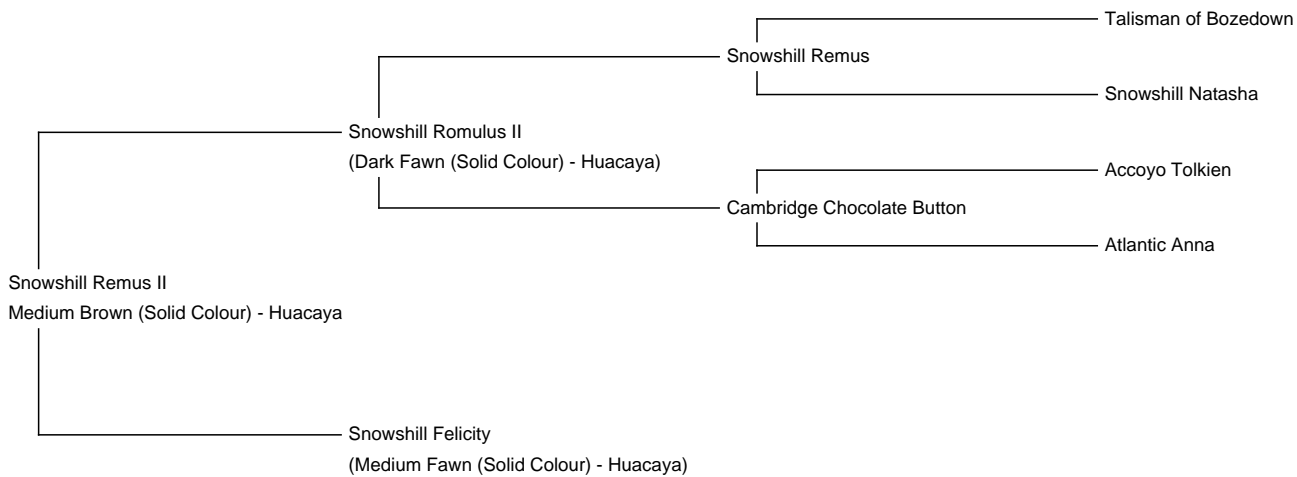 Talisman of Bozedown
Snowshill Remus
Snowshill Natasha
Snowshill Romulus II
(Dark Fawn (Solid Colour) - Huacaya)
Accoyo Tolkien
Cambridge Chocolate Button
Atlantic Anna
Snowshill Remus II
Medium Brown (Solid Colour) - Huacaya
Snowshill Felicity
(Medium Fawn (Solid Colour) - Huacaya)